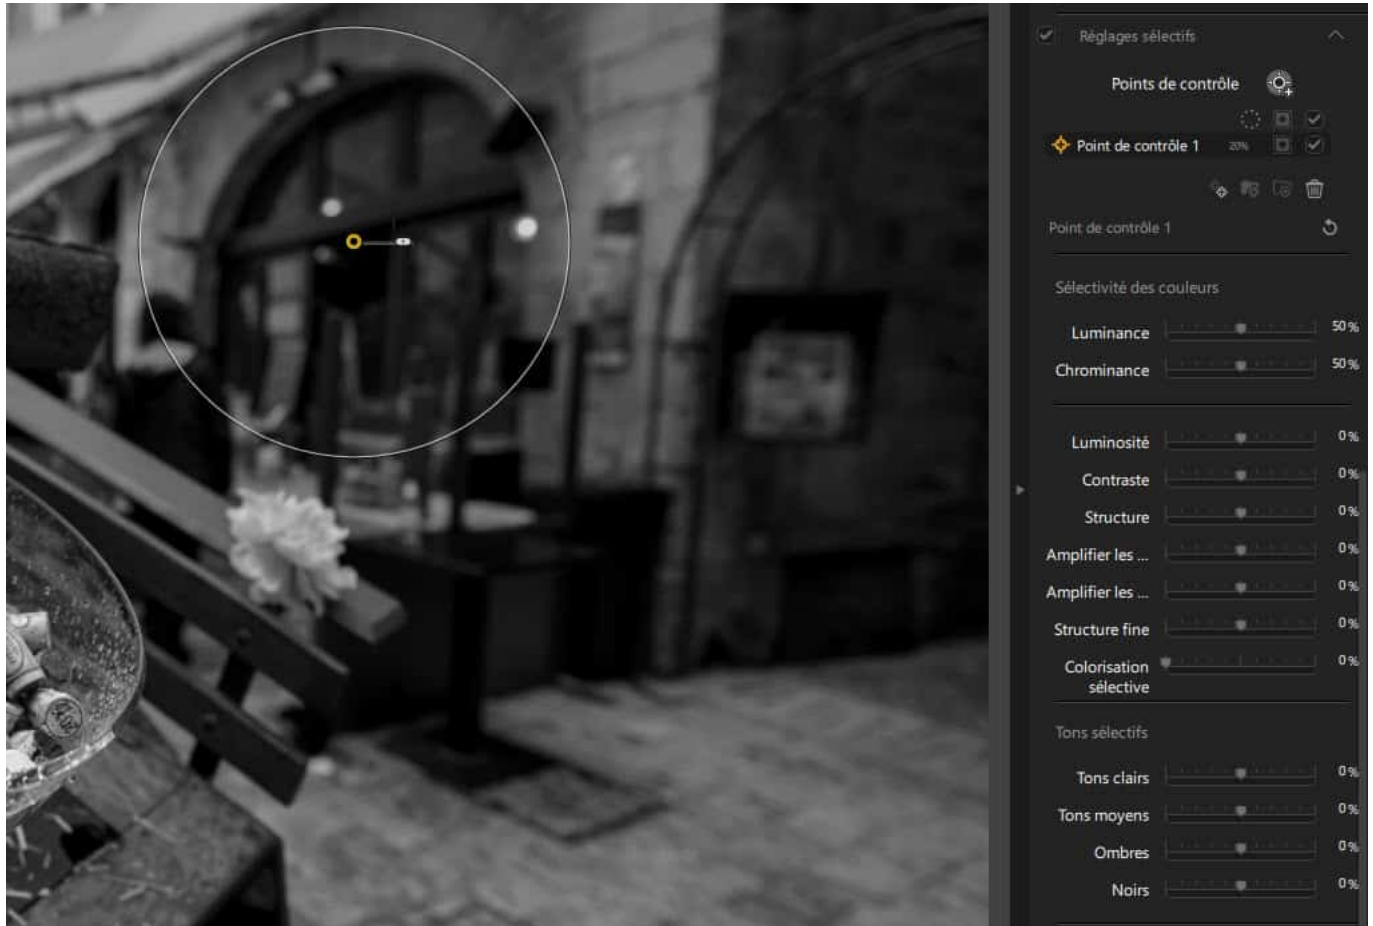 Réglages sélectifs
Points de contrôle
Point de contrôle 1 20%
Point de contrôle 1
Sélectivité des couleurs
Luminance 50%
Chrominance 50%
Luminosité 0%
Contraste 0%
Structure 0%
Amplifier les ... 0%
Amplifier les ... 0%
Structure fine 0%
Colorisation 0%
sélective
Tons sélectifs
Tons clairs 0%
Tons moyens 0%
Ombres 0%
Noirs 0%